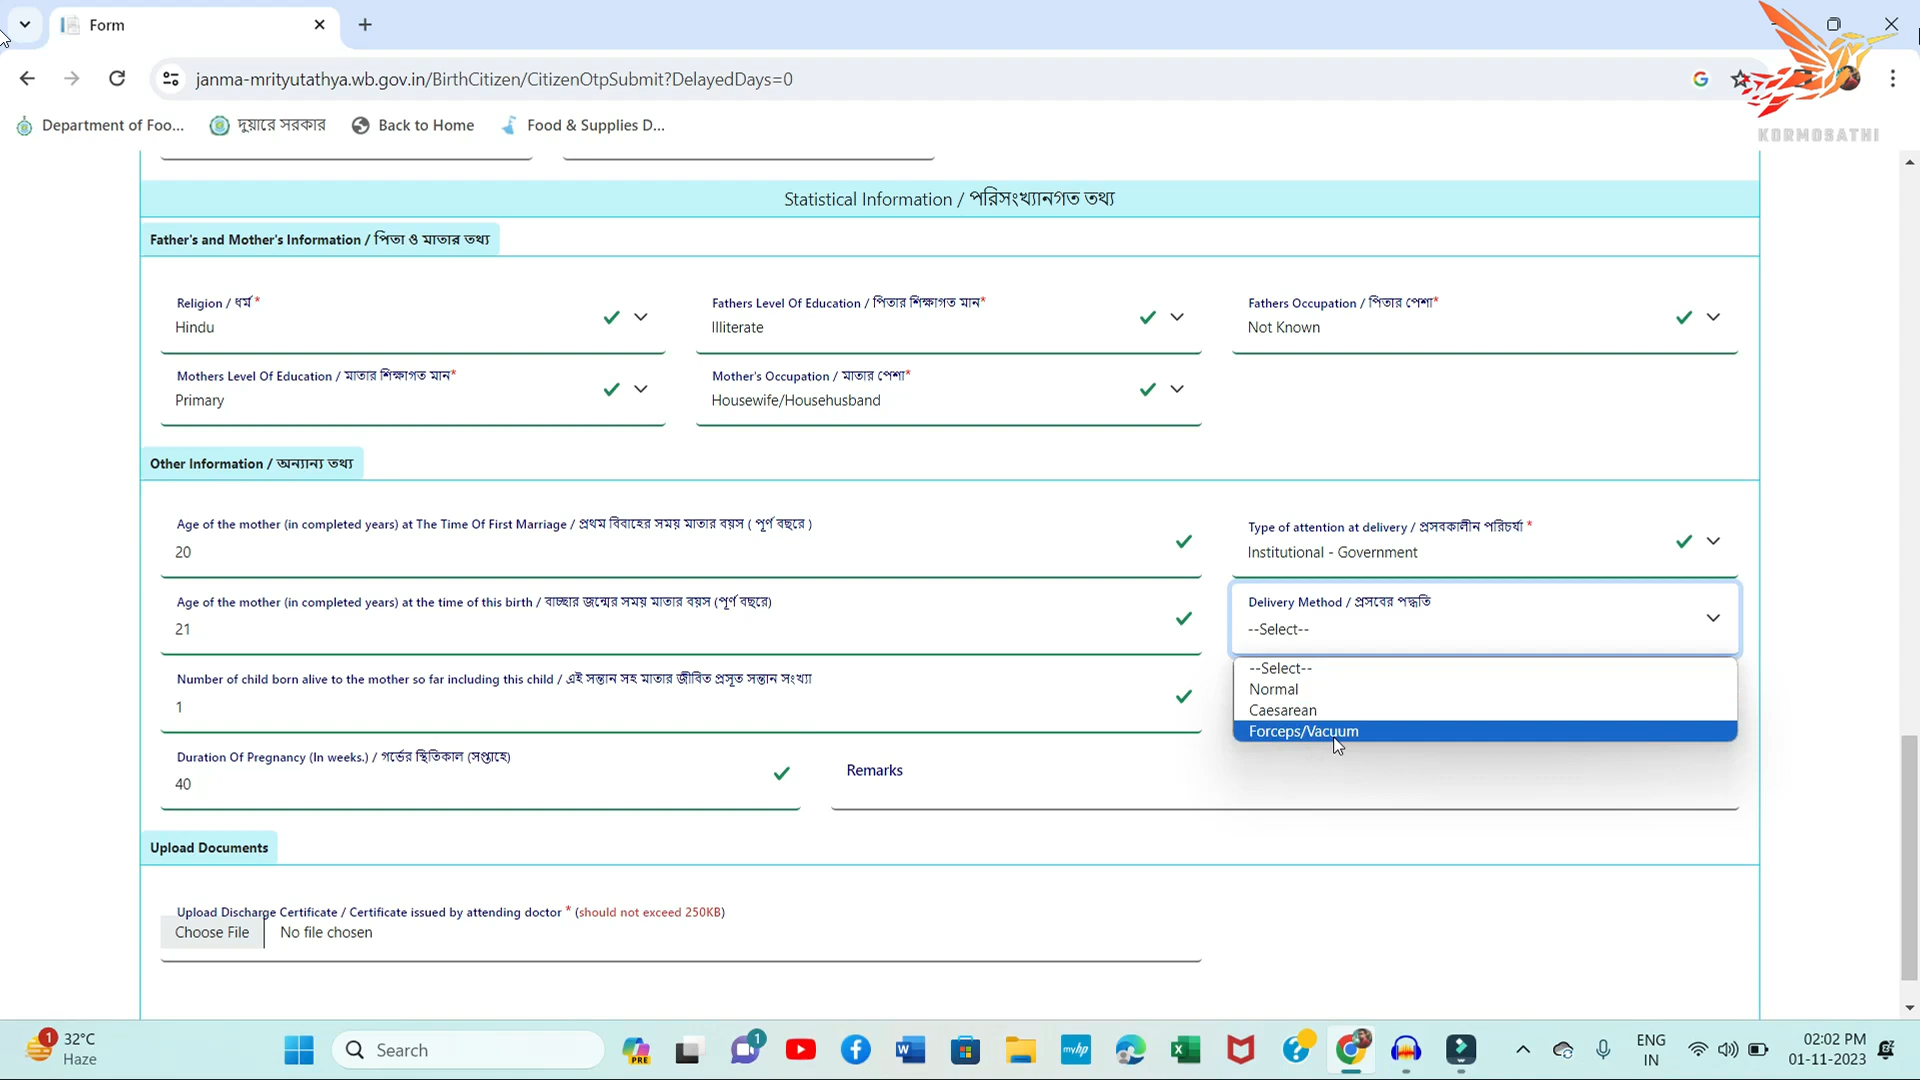 Form
janma-mrityutathya.wb.gov.in/BirthCitizen/CitizenOtpSubmit?DelayedDays=0
Department of Foo... দুয়ারে সরকার Back to Home Food & Supplies D...
KORMOSATHI
Statistical Information / পরিসংখ্যানগত তথ্য
Father's and Mother's Information / পিতা ও মাতার তথ্য
Religion / ধর্ম * Fathers Level Of Education / পিতার শিক্ষাগত মান* Fathers Occupation / পিতার পেশা*
Hindu Illiterate Not Known
Mothers Level Of Education / মাতার শিক্ষাগত মান* Mother's Occupation / মাতার পেশা*
Primary Housewife/Househusband
Other Information / অন্যান্য তথ্য
Age of the mother (in completed years) at The Time Of First Marriage / প্রথম বিবাহের সময় মাতার বয়স ( পূর্ণ বছরে ) Type of attention at delivery / প্রসবকালীন পরিচর্যা *
20 Institutional - Government
Age of the mother (in completed years) at the time of this birth / বাচ্ছার জন্মের সময় মাতার বয়স (পূর্ণ বছরে) Delivery Method / প্রসবের পদ্ধতি
21 --Select--
--Select--
Number of child born alive to the mother so far including this child / এই সন্তান সহ মাতার জীবিত প্রসূত সন্তান সংখ্যা Normal
1 Caesarean
Forceps/Vacuum
Duration Of Pregnancy (In weeks.) / গর্ভের স্থিতিকাল (সপ্তাহে) Remarks
40
Upload Documents
Upload Discharge Certificate / Certificate issued by attending doctor * (should not exceed 250KB)
Choose File No file chosen
1 32°C
Haze
Search
PRE 1 myhp
ENG
IN
02:02 PM
01-11-2023